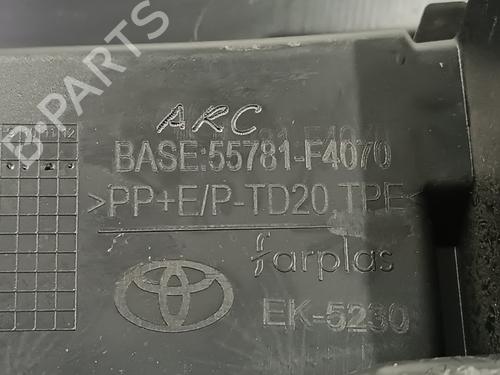 B-PARTS
ARC
BASE:55781-F4070
>PP+E/P-TD20,TPE<
farplas
EK-5230